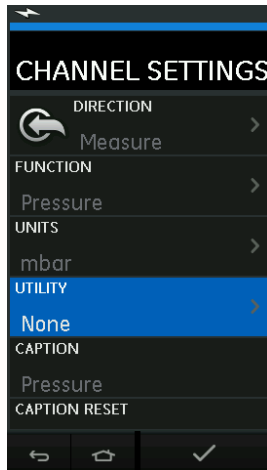 CHANNEL SETTINGS
DIRECTION
Measure
FUNCTION
Pressure
UNITS
mbar
UTILITY
None
CAPTION
Pressure
CAPTION RESET